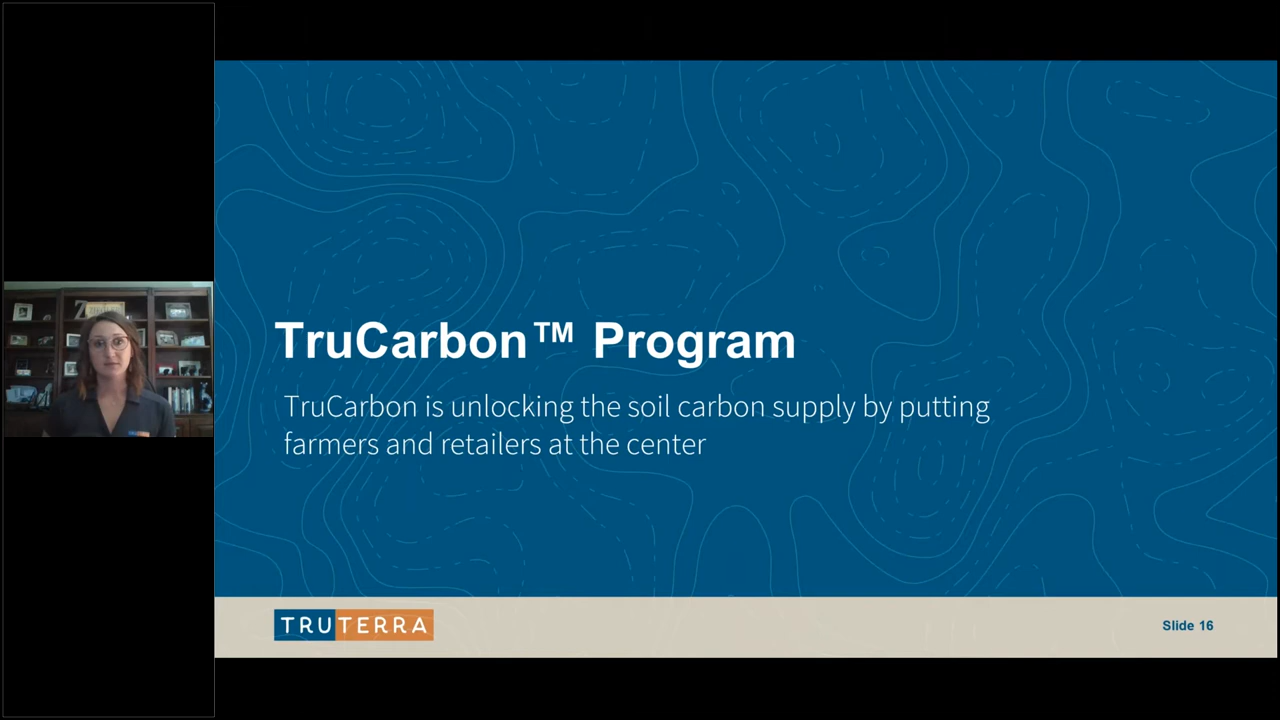 TruCarbon™ Program
TruCarbon is unlocking the soil carbon supply by putting
farmers and retailers at the center
TRUTERRA
Slide 16